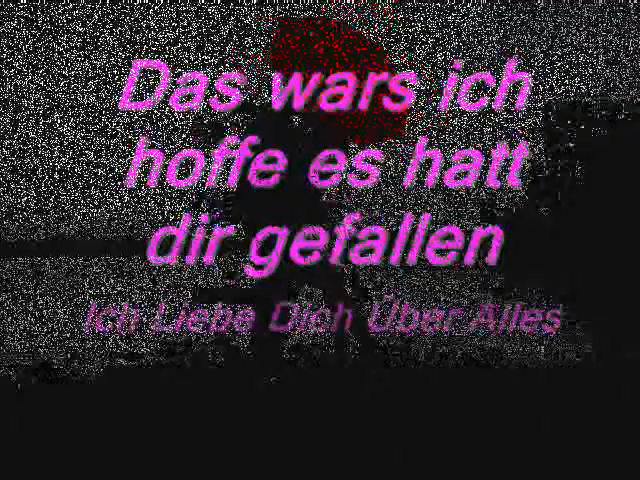 Das wars ich
hoffe es hatt
dir gefallen
Ich Liebe Dich Über Alles